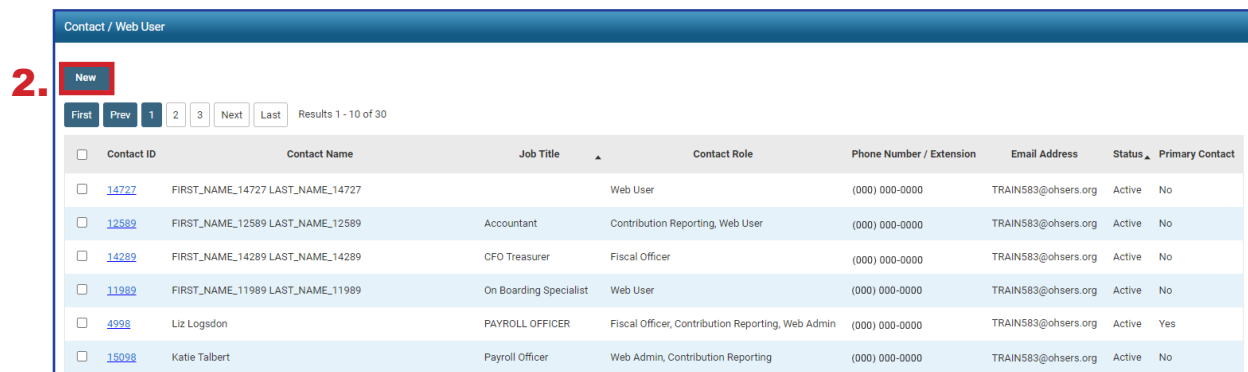 Contact / Web User
2.
New
First Prev 1 2 3 Next Last Results 1 - 10 of 30
Contact ID Contact Name Job Title Contact Role Phone Number / Extension Email Address Status Primary Contact
14727 FIRST_NAME_14727 LAST_NAME_14727 Web User (000) 000-0000 TRAIN583@ohsers.org Active No
12589 FIRST_NAME_12589 LAST_NAME_12589 Accountant Contribution Reporting, Web User (000) 000-0000 TRAIN583@ohsers.org Active No
14289 FIRST_NAME_14289 LAST_NAME_14289 CFO Treasurer Fiscal Officer (000) 000-0000 TRAIN583@ohsers.org Active No
11989 FIRST_NAME_11989 LAST_NAME_11989 On Boarding Specialist Web User (000) 000-0000 TRAIN583@ohsers.org Active No
4998 Liz Logsdon PAYROLL OFFICER Fiscal Officer, Contribution Reporting, Web Admin (000) 000-0000 TRAIN583@ohsers.org Active Yes
15098 Katie Talbert Payroll Officer Web Admin, Contribution Reporting (000) 000-0000 TRAIN583@ohsers.org Active No